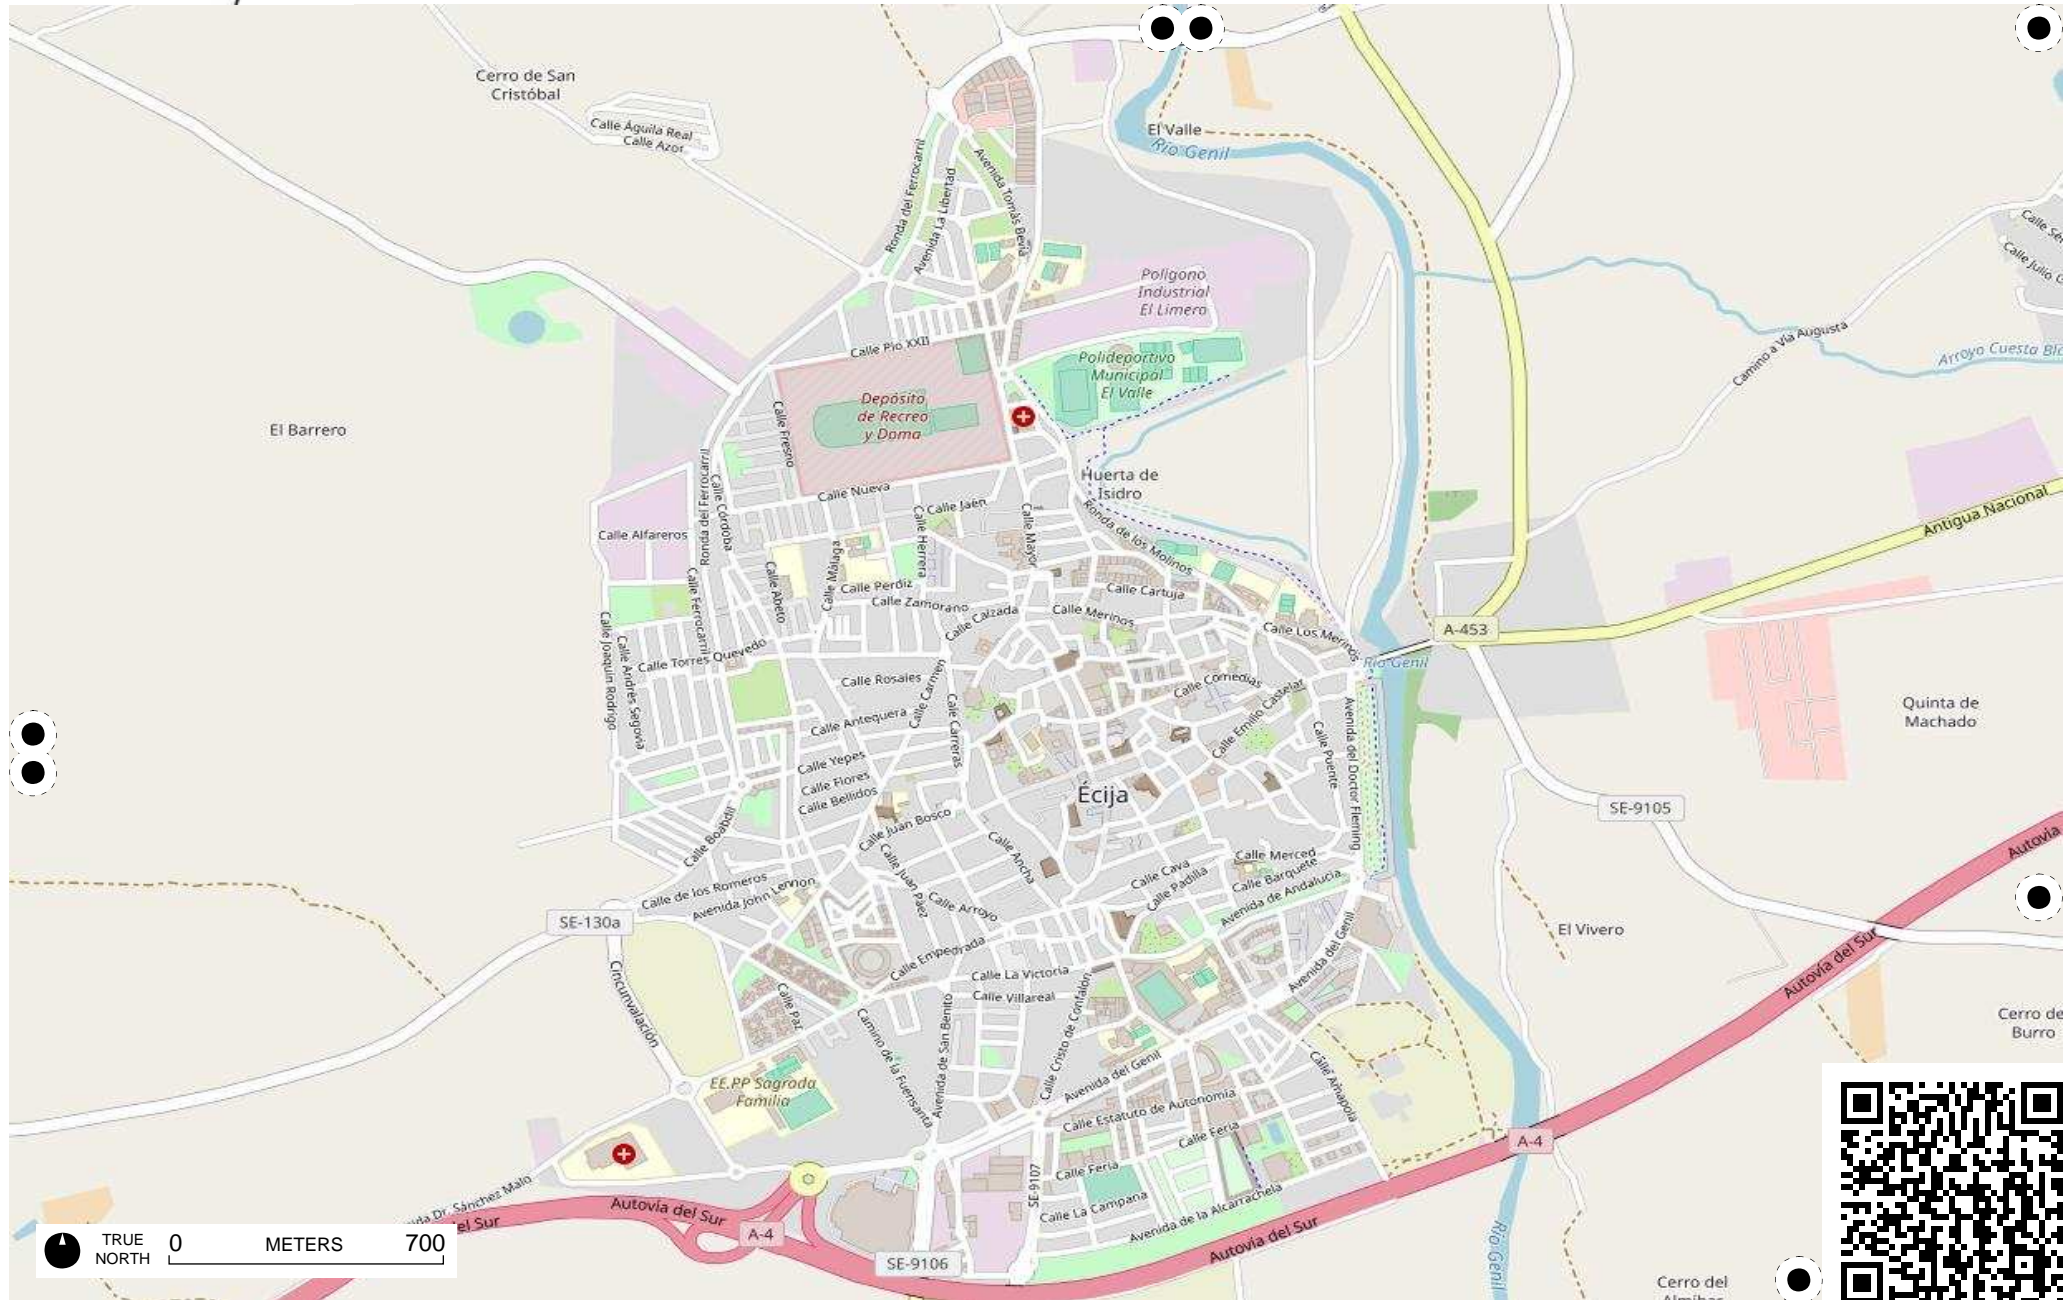 Cerro de San
Cristóbal
Calle Águila Real
Calle Azor
El Valle
Río Genil
Ronda del Ferrocarril
Avenida La Libertad
Avenida Tomás Beviá
Calle Sé
Calle Julio C
Polígono
Industrial
El Limero
Camino a Vía Augusta
Arroyo Cuesta Bla
Calle Pio XXII
Polideportivo
Municipal
El Valle
Depósito
de Recreo
y Doma
El Barrero
Calle Fresno
Huerta de
Isidro
Calle Nueva
Calle Jaén
Antigua Nacional
Ronda del Ferrocarril
Calle Córdoba
Calle Alfareros
Calle Herrera
Calle Mayor
Ronda de los Molinos
Calle Málaga
Calle Abeto
Calle Perdiz
Calle Cartuja
Calle Zamorano
Calle Calzada
Calle Merinos
Calle Los Merinos
A-453
Calle Ferrocarril
Calle Joaquín Rodrigo
Calle Andrés Segovia
Calle Torres Quevedo
Río Genil
Calle Rosales
Calle Carmen
Calle Comedias
Calle Emilio Castelar
Quinta de
Machado
Calle Antequera
Calle Carreras
Calle Puente
Avenida del Doctor Fleming
Calle Yepes
Calle Flores
Calle Bellidos
Écija
SE-9105
Calle Boabdil
Calle Juan Bosco
Calle Ancha
Autovía
Calle Merced
Calle Juan Páez
Calle Cava
Calle Padilla
Calle Barquete
Avenida de Andalucía
Calle de los Romeros
Avenida John Lennon
Calle Arroyo
SE-130a
El Vivero
Autovía del Sur
Calle Empedrada
Avenida del Genil
Circunvalación
Calle Paz
Calle La Victoria
Calle Villareal
Cerro de
Burro
Camino de la Fuensanta
Avenida de San Benito
Calle Cristo de Confalón
Avenida del Genil
Calle Amapola
EE.PP Sagrada
Familia
Calle Estatuto de Autonomía
Calle Feria
A-4
Calle Feria
SE-9107
Calle La Campana
Avenida de la Alcarrachela
ida Dr. Sánchez Malo
el Sur
Autovía del Sur
A-4
Autovía del Sur
SE-9106
Río Genil
Cerro del
TRUE
NORTH
0 METERS 700